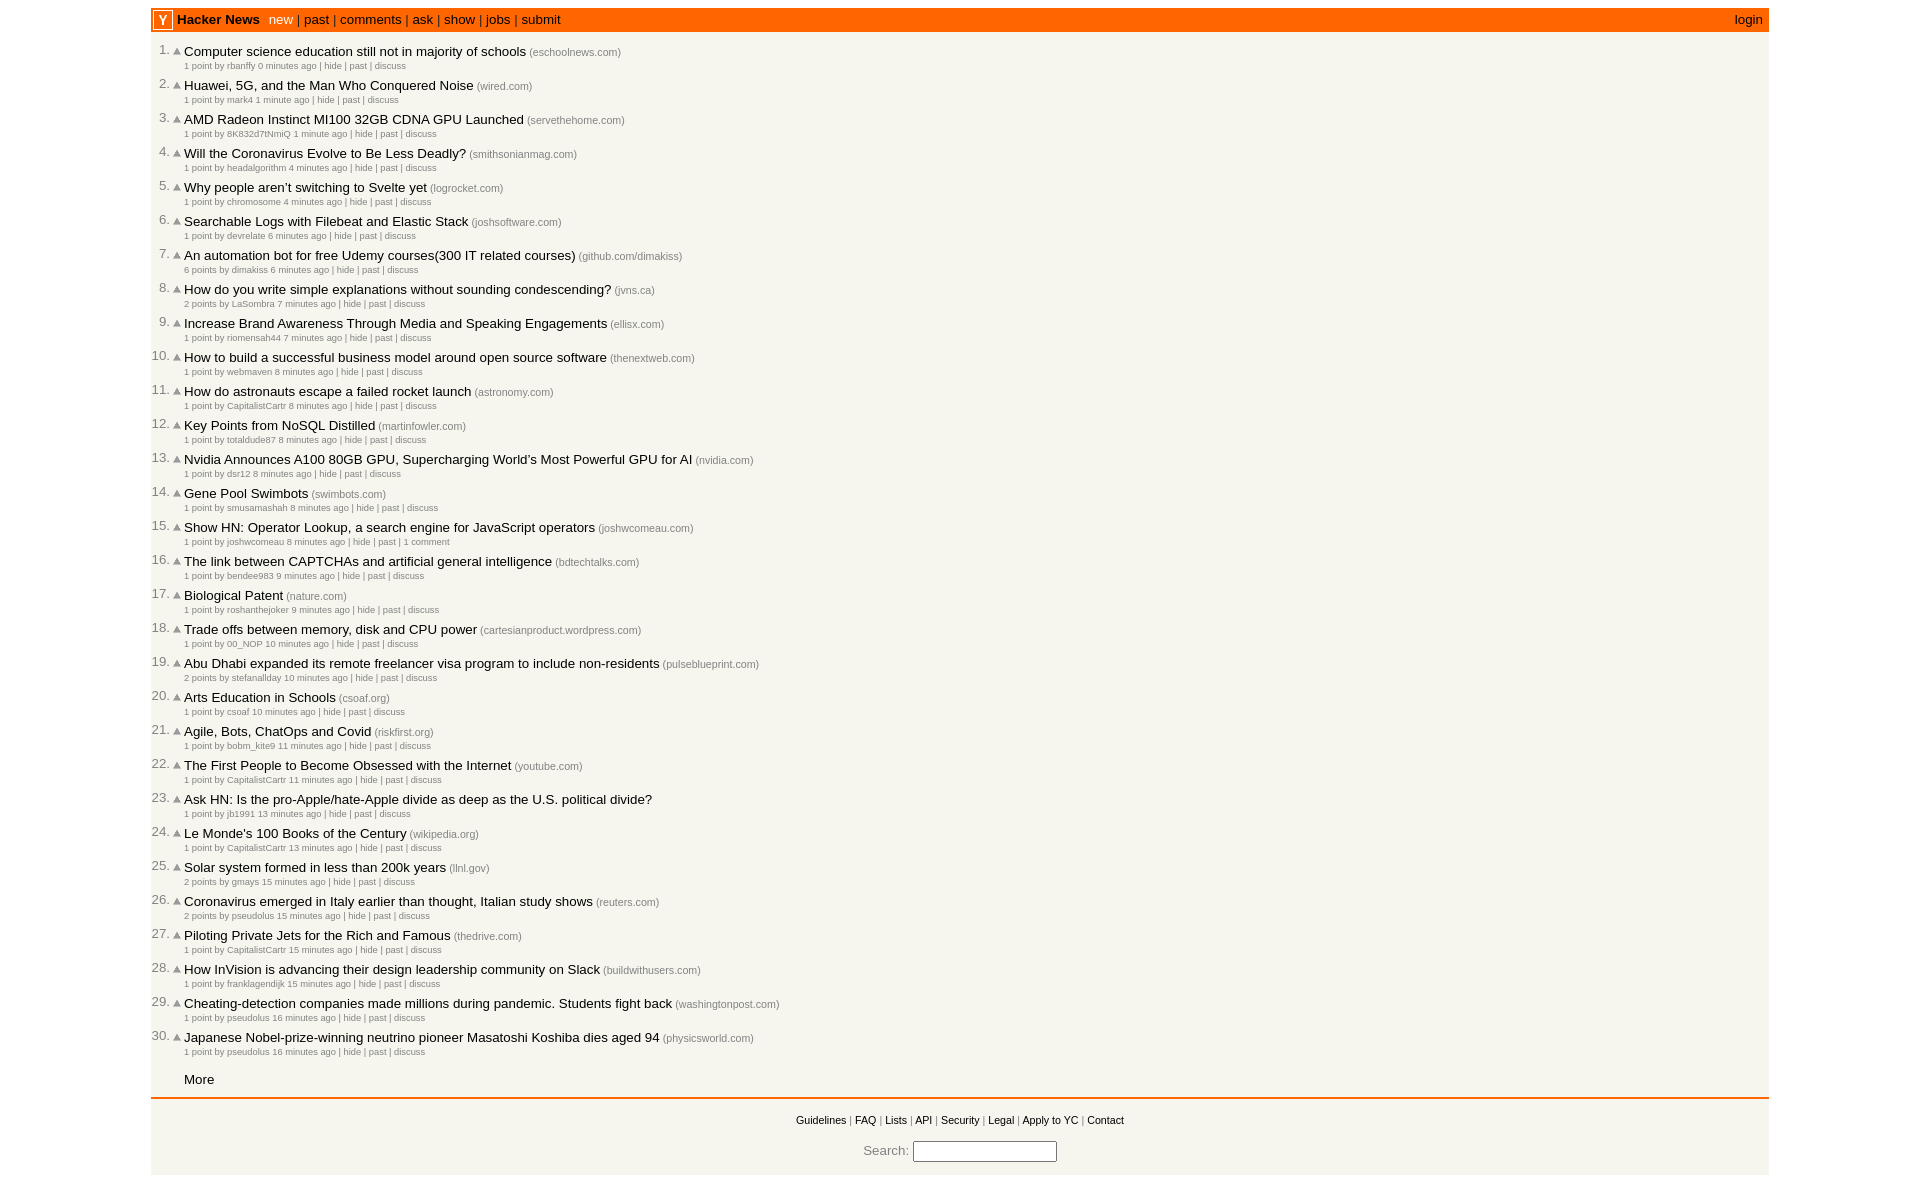 Y Hacker News new | past | comments | ask | show | jobs | submit login
1. Computer science education still not in majority of schools (eschoolnews.com)
1 point by rbanffy 0 minutes ago | hide | past | discuss
2. Huawei, 5G, and the Man Who Conquered Noise (wired.com)
1 point by mark4 1 minute ago | hide | past | discuss
3. AMD Radeon Instinct MI100 32GB CDNA GPU Launched (servethehome.com)
1 point by 8K832d7tNmiQ 1 minute ago | hide | past | discuss
4. Will the Coronavirus Evolve to Be Less Deadly? (smithsonianmag.com)
1 point by headalgorithm 4 minutes ago | hide | past | discuss
5. Why people aren’t switching to Svelte yet (logrocket.com)
1 point by chromosome 4 minutes ago | hide | past | discuss
6. Searchable Logs with Filebeat and Elastic Stack (joshsoftware.com)
1 point by devrelate 6 minutes ago | hide | past | discuss
7. An automation bot for free Udemy courses(300 IT related courses) (github.com/dimakiss)
6 points by dimakiss 6 minutes ago | hide | past | discuss
8. How do you write simple explanations without sounding condescending? (jvns.ca)
2 points by LaSombra 7 minutes ago | hide | past | discuss
9. Increase Brand Awareness Through Media and Speaking Engagements (ellisx.com)
1 point by riomensah44 7 minutes ago | hide | past | discuss
10. How to build a successful business model around open source software (thenextweb.com)
1 point by webmaven 8 minutes ago | hide | past | discuss
11. How do astronauts escape a failed rocket launch (astronomy.com)
1 point by CapitalistCartr 8 minutes ago | hide | past | discuss
12. Key Points from NoSQL Distilled (martinfowler.com)
1 point by totaldude87 8 minutes ago | hide | past | discuss
13. Nvidia Announces A100 80GB GPU, Supercharging World’s Most Powerful GPU for AI (nvidia.com)
1 point by dsr12 8 minutes ago | hide | past | discuss
14. Gene Pool Swimbots (swimbots.com)
1 point by smusamashah 8 minutes ago | hide | past | discuss
15. Show HN: Operator Lookup, a search engine for JavaScript operators (joshwcomeau.com)
1 point by joshwcomeau 8 minutes ago | hide | past | 1 comment
16. The link between CAPTCHAs and artificial general intelligence (bdtechtalks.com)
1 point by bendee983 9 minutes ago | hide | past | discuss
17. Biological Patent (nature.com)
1 point by roshanthejoker 9 minutes ago | hide | past | discuss
18. Trade offs between memory, disk and CPU power (cartesianproduct.wordpress.com)
1 point by 00_NOP 10 minutes ago | hide | past | discuss
19. Abu Dhabi expanded its remote freelancer visa program to include non-residents (pulseblueprint.com)
2 points by stefanallday 10 minutes ago | hide | past | discuss
20. Arts Education in Schools (csoaf.org)
1 point by csoaf 10 minutes ago | hide | past | discuss
21. Agile, Bots, ChatOps and Covid (riskfirst.org)
1 point by bobm_kite9 11 minutes ago | hide | past | discuss
22. The First People to Become Obsessed with the Internet (youtube.com)
1 point by CapitalistCartr 11 minutes ago | hide | past | discuss
23. Ask HN: Is the pro-Apple/hate-Apple divide as deep as the U.S. political divide?
1 point by jb1991 13 minutes ago | hide | past | discuss
24. Le Monde's 100 Books of the Century (wikipedia.org)
1 point by CapitalistCartr 13 minutes ago | hide | past | discuss
25. Solar system formed in less than 200k years (llnl.gov)
2 points by gmays 15 minutes ago | hide | past | discuss
26. Coronavirus emerged in Italy earlier than thought, Italian study shows (reuters.com)
2 points by pseudolus 15 minutes ago | hide | past | discuss
27. Piloting Private Jets for the Rich and Famous (thedrive.com)
1 point by CapitalistCartr 15 minutes ago | hide | past | discuss
28. How InVision is advancing their design leadership community on Slack (buildwithusers.com)
1 point by franklagendijk 15 minutes ago | hide | past | discuss
29. Cheating-detection companies made millions during pandemic. Students fight back (washingtonpost.com)
1 point by pseudolus 16 minutes ago | hide | past | discuss
30. Japanese Nobel-prize-winning neutrino pioneer Masatoshi Koshiba dies aged 94 (physicsworld.com)
1 point by pseudolus 16 minutes ago | hide | past | discuss
More
Guidelines | FAQ | Lists | API | Security | Legal | Apply to YC | Contact
Search: